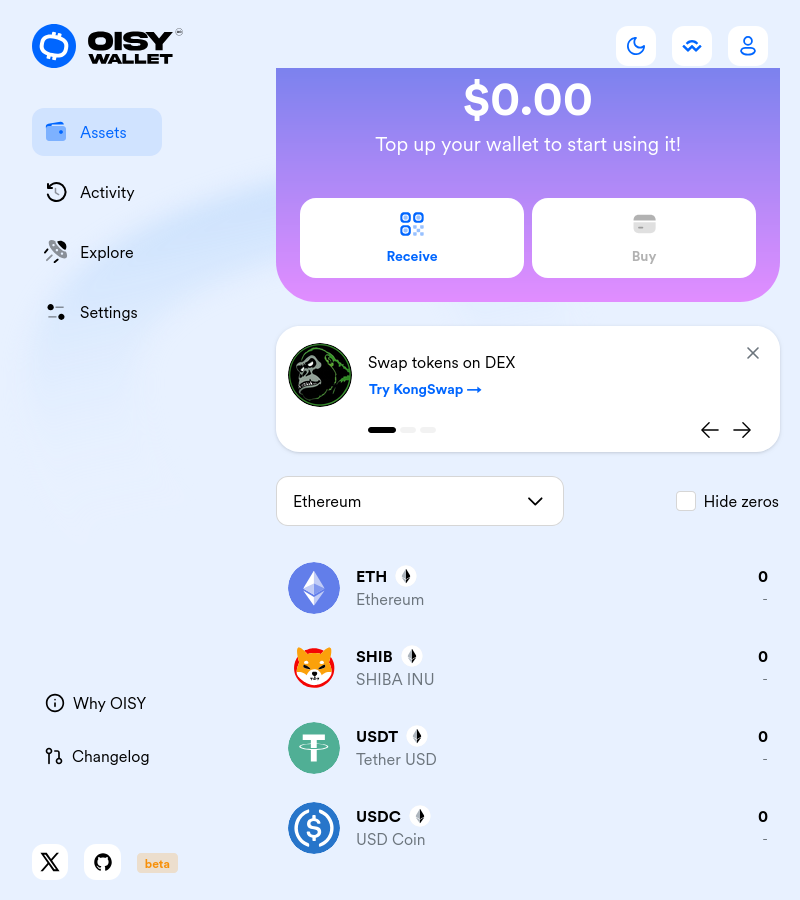 OISY
WALLET
Assets
Activity
Explore
Settings
Why OISY
Changelog
beta
$0.00
Top up your wallet to start using it!
Receive
Buy
Swap tokens on DEX
Try KongSwap →
Ethereum
Hide zeros
ETH
0
Ethereum
-
SHIB
0
SHIBA INU
-
USDT
0
Tether USD
-
USDC
0
USD Coin
-